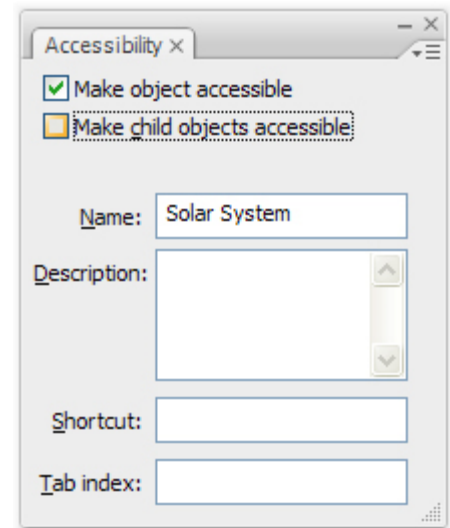 Accessibility
Make object accessible
Make child objects accessible
Name: Solar System
Description:
Shortcut:
Tab index: